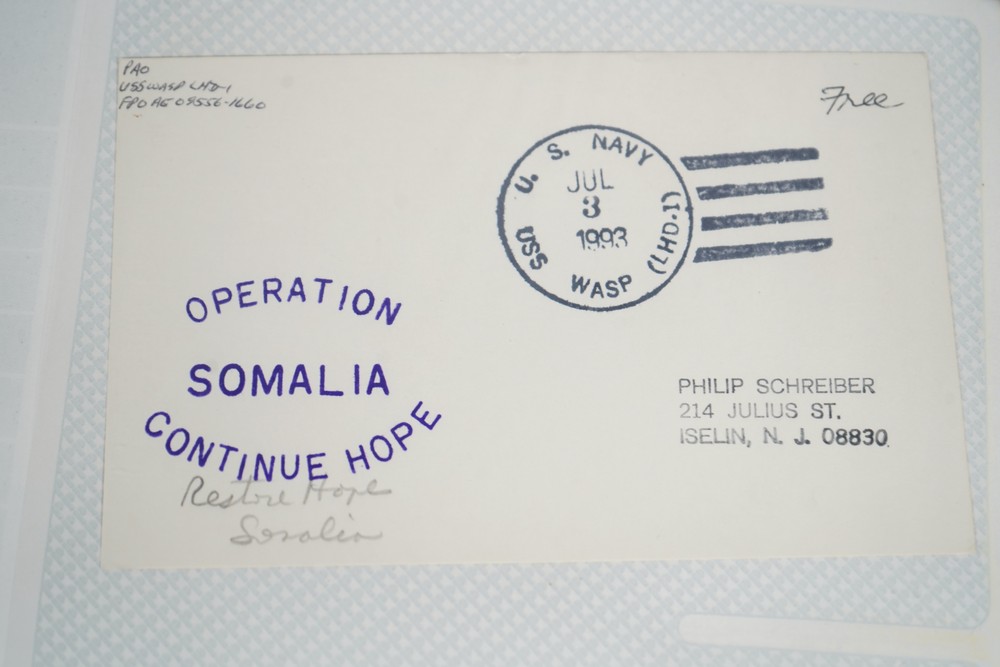 PAO
USS WASP LHD-1
FPO AE 09556-1660
Free
U. S. NAVY
JUL
3
1993
USS WASP (LHD-1)
OPERATION
SOMALIA
CONTINUE HOPE
PHILIP SCHREIBER
214 JULIUS ST.
ISELIN, N. J. 08830
Restore Hope
Somalia